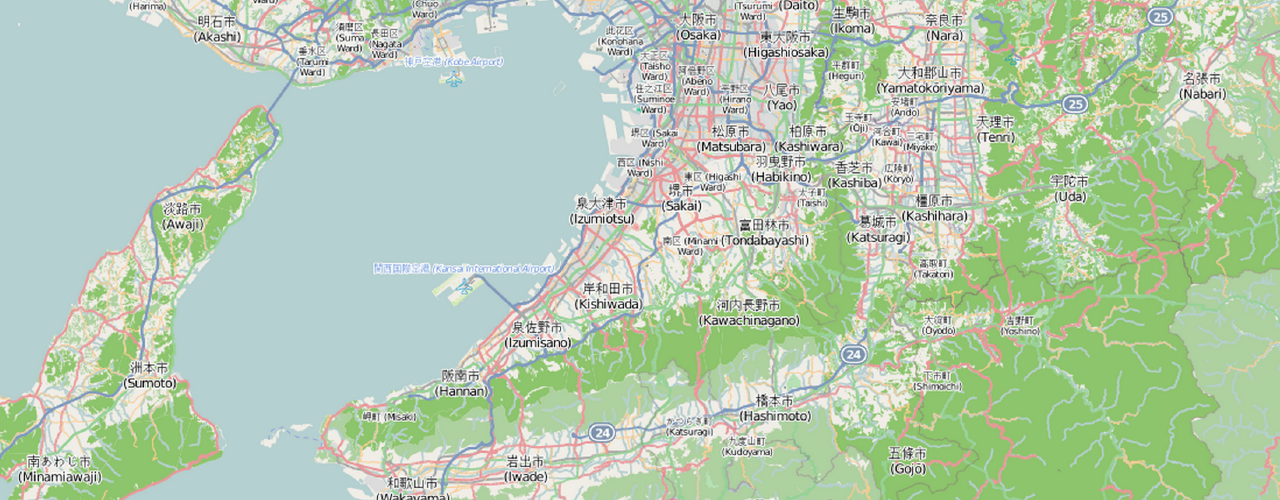 (Harima)
明石市
(Akashi)
須磨区
(Suma
Ward)
長田区
(Nagata
Ward)
(Chuo
Ward)
垂水区
(Tarumi
Ward)
神戸空港 (Kobe Airport)
此花区
(Konohana
Ward)
大阪市
(Osaka)
(Tsurumi
Ward)
(Daito)
東大阪市
(Higashiosaka)
生駒市
(Ikoma)
奈良市
(Nara)
25
大正区
(Taisho
Ward)
阿倍野区
(Abeno
Ward)
平群町
(Heguri)
大和郡山市
(Yamatokōriyama)
名張市
(Nabari)
住之江区
(Suminoe
Ward)
平野区
(Hirano
Ward)
八尾市
(Yao)
安堵町
(Ando)
25
堺区 (Sakai
Ward)
松原市
(Matsubara)
柏原市
(Kashiwara)
王寺町
(Oji)
河合町
(Kawai)
三宅町
(Miyake)
天理市
(Tenri)
西区 (Nishi
Ward)
東区 (Higashi
Ward)
羽曳野市
(Habikino)
香芝市
(Kashiba)
広陵町
(Kōryō)
宇陀市
(Uda)
淡路市
(Awaji)
泉大津市
(Izumiotsu)
堺市
(Sakai)
太子町
(Taishi)
橿原市
(Kashihara)
南区 (Minami
Ward)
富田林市
(Tondabayashi)
葛城市
(Katsuragi)
関西国際空港 (Kansai International Airport)
高取町
(Takatori)
岸和田市
(Kishiwada)
河内長野市
(Kawachinagano)
泉佐野市
(Izumisano)
大淀町
(Ōyodo)
吉野町
(Yoshino)
24
洲本市
(Sumoto)
阪南市
(Hannan)
下市町
(Shimoichi)
岬町 (Misaki)
橋本市
(Hashimoto)
24
かつらぎ町
(Katsuragi)
九度山町
(Kudoyama)
南あわじ市
(Minamiawaji)
岩出市
(Iwade)
五條市
(Gojō)
和歌山市
(Wakayama)